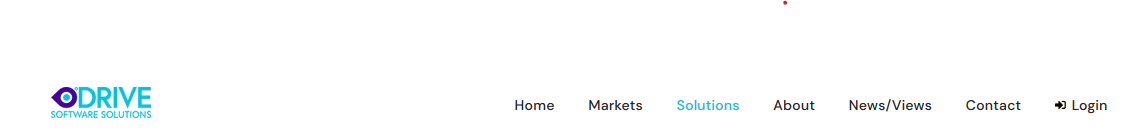 DRIVE
SOFTWARE SOLUTIONS
Home Markets Solutions About News/Views Contact Login